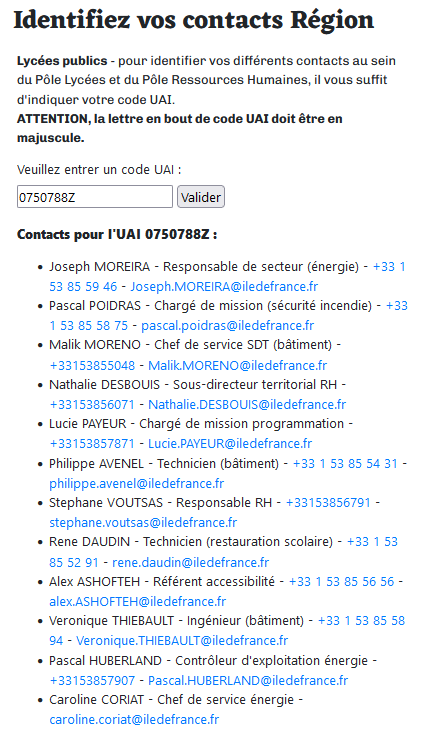 Identifiez vos contacts Région
Lycées publics - pour identifier vos différents contacts au sein
du Pôle Lycées et du Pôle Ressources Humaines, il vous suffit
d'indiquer votre code UAI.
ATTENTION, la lettre en bout de code UAI doit être en
majuscule.
Veuillez entrer un code UAI :
0750788Z Valider
Contacts pour l'UAI 0750788Z :
• Joseph MOREIRA - Responsable de secteur (énergie) - +33 1
53 85 59 46 - Joseph.MOREIRA@iledefrance.fr
• Pascal POIDRAS - Chargé de mission (sécurité incendie) - +33
1 53 85 58 75 - pascal.poidras@iledefrance.fr
• Malik MORENO - Chef de service SDT (bâtiment) -
+33153855048 - Malik.MORENO@iledefrance.fr
• Nathalie DESBOUIS - Sous-directeur territorial RH -
+33153856071 - Nathalie.DESBOUIS@iledefrance.fr
• Lucie PAYEUR - Chargé de mission programmation -
+33153857871 - Lucie.PAYEUR@iledefrance.fr
• Philippe AVENEL - Technicien (bâtiment) - +33 1 53 85 54 31 -
philippe.avenel@iledefrance.fr
• Stephane VOUTSAS - Responsable RH - +33153856791 -
stephane.voutsas@iledefrance.fr
• Rene DAUDIN - Technicien (restauration scolaire) - +33 1 53
85 52 91 - rene.daudin@iledefrance.fr
• Alex ASHOFTEH - Référent accessibilité - +33 1 53 85 56 56 -
alex.ASHOFTEH@iledefrance.fr
• Veronique THIEBAULT - Ingénieur (bâtiment) - +33 1 53 85 58
94 - Veronique.THIEBAULT@iledefrance.fr
• Pascal HUBERLAND - Contrôleur d'exploitation énergie -
+33153857907 - Pascal.HUBERLAND@iledefrance.fr
• Caroline CORIAT - Chef de service énergie -
caroline.coriat@iledefrance.fr